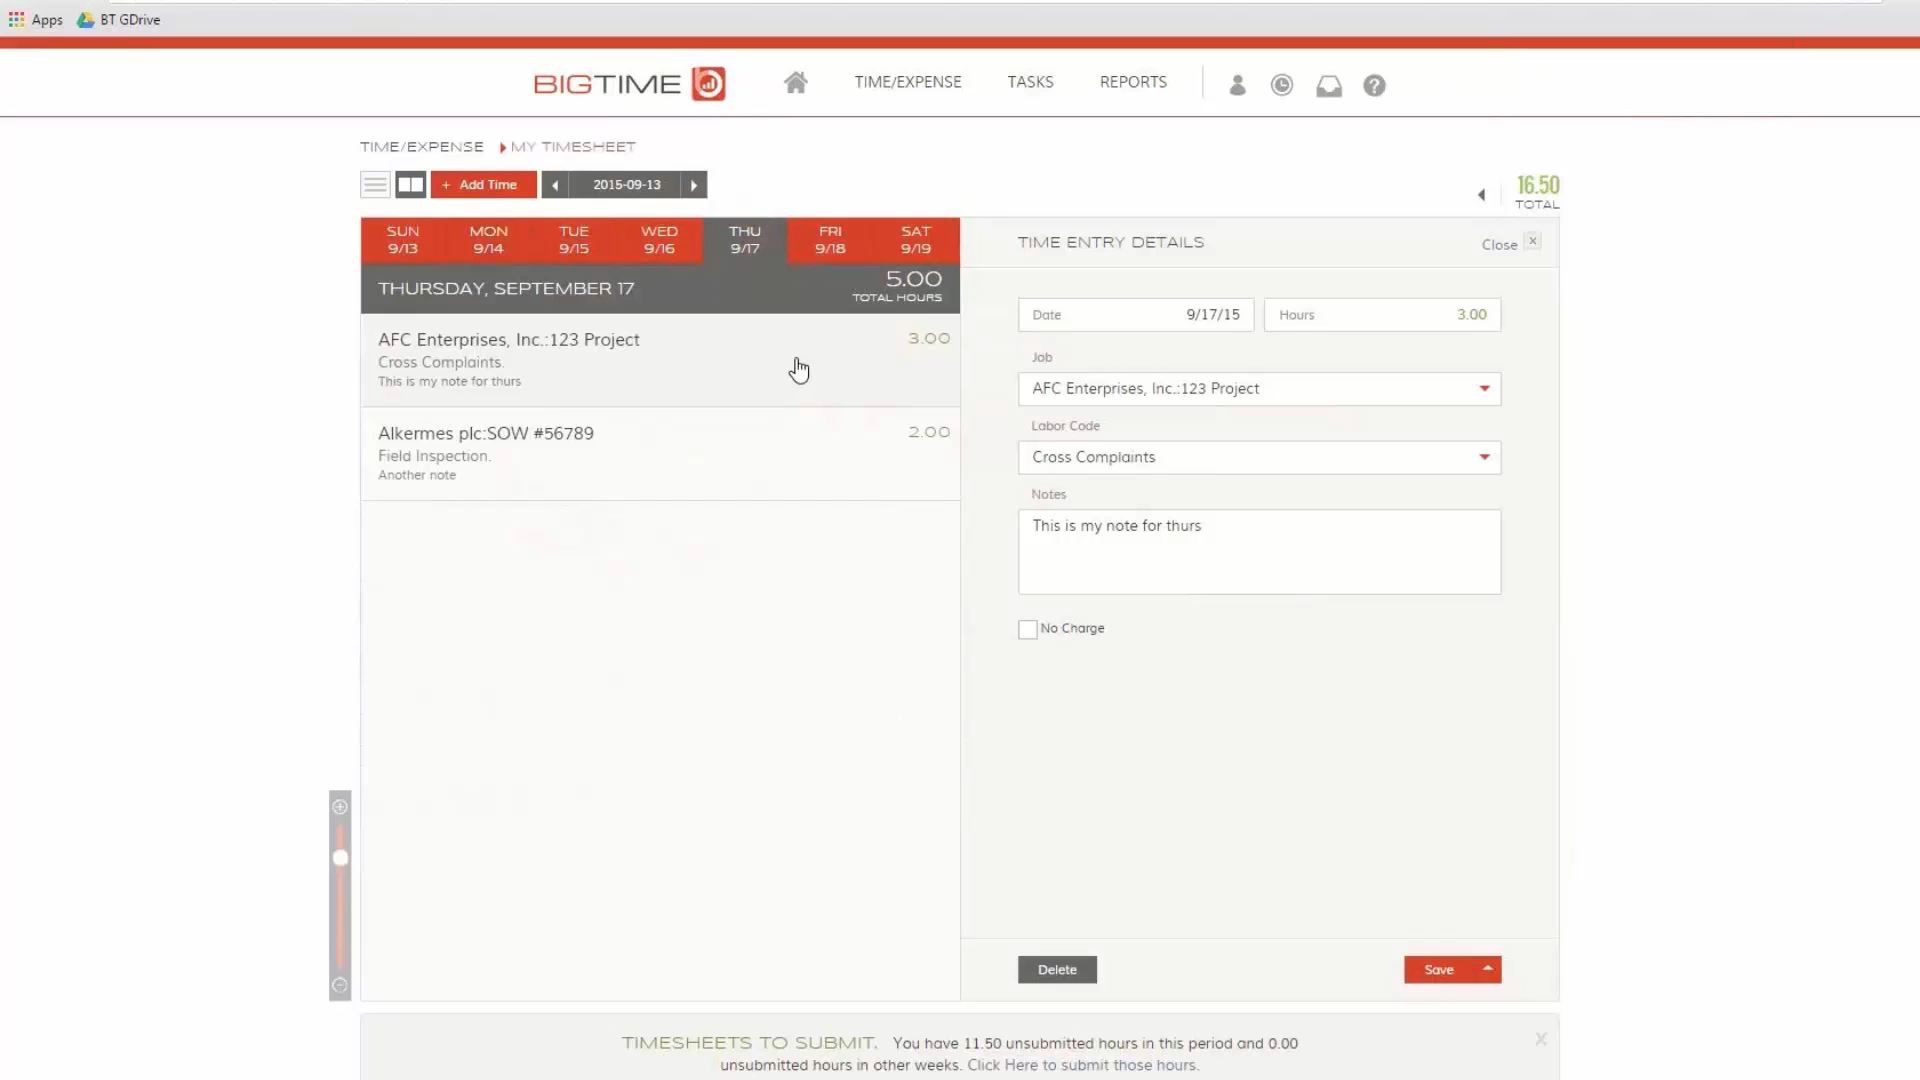 Apps BT GDrive
BIGTIME TIME/EXPENSE TASKS REPORTS
TIME/EXPENSE MY TIMESHEET
+ Add Time 2015-09-13
16.50
TOTAL
SUN MON TUE WED THU FRI SAT
9/13 9/14 9/15 9/16 9/17 9/18 9/19
THURSDAY, SEPTEMBER 17
5.00
TOTAL HOURS
AFC Enterprises, Inc.:123 Project 3.00
Cross Complaints.
This is my note for thurs
Alkermes plc:SOW #56789 2.00
Field Inspection.
Another note
TIME ENTRY DETAILS Close x
Date 9/17/15 Hours 3.00
Job
AFC Enterprises, Inc.:123 Project
Labor Code
Cross Complaints
Notes
This is my note for thurs
No Charge
Delete Save
TIMESHEETS TO SUBMIT. You have 11.50 unsubmitted hours in this period and 0.00
unsubmitted hours in other weeks. Click Here to submit those hours.